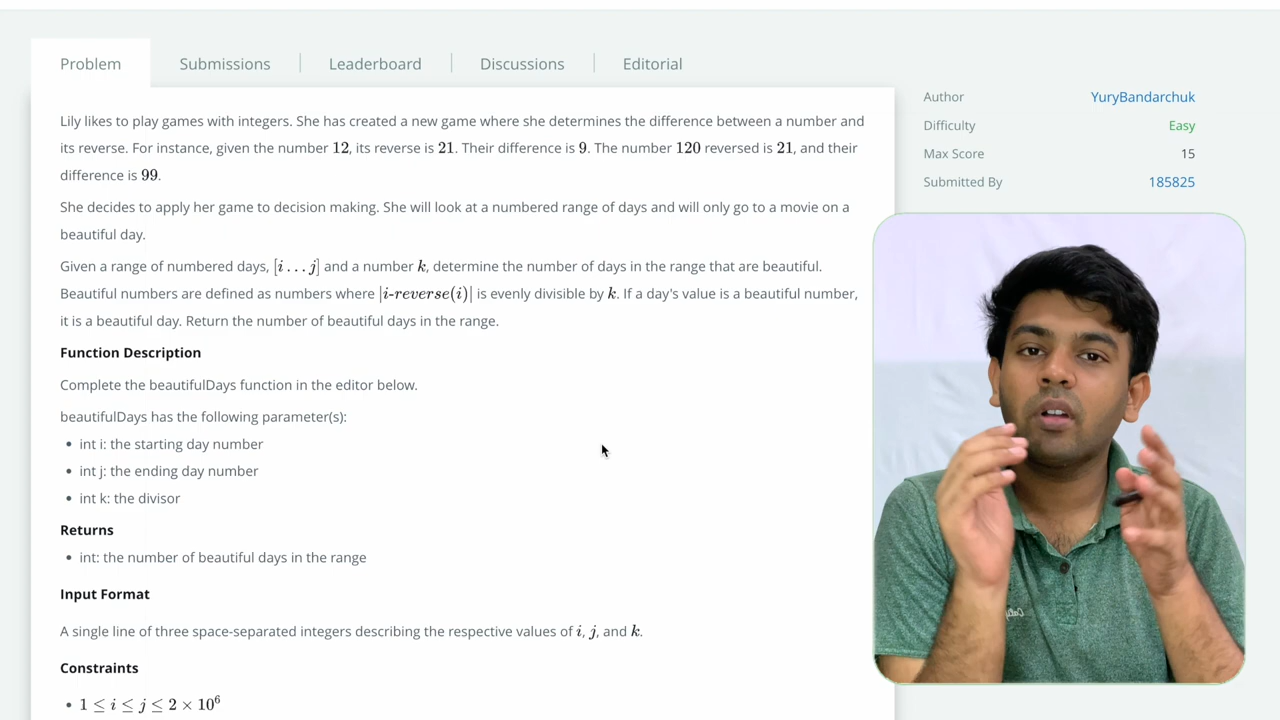 Problem
Submissions
Leaderboard
Discussions
Editorial
Lily likes to play games with integers. She has created a new game where she determines the difference between a number and
its reverse. For instance, given the number 12, its reverse is 21. Their difference is 9. The number 120 reversed is 21, and their
difference is 99.
She decides to apply her game to decision making. She will look at a numbered range of days and will only go to a movie on a
beautiful day.
Given a range of numbered days, [i … j] and a number k, determine the number of days in the range that are beautiful.
Beautiful numbers are defined as numbers where |i-reverse(i)| is evenly divisible by k. If a day's value is a beautiful number,
it is a beautiful day. Return the number of beautiful days in the range.
Function Description
Complete the beautifulDays function in the editor below.
beautifulDays has the following parameter(s):
• int i: the starting day number
• int j: the ending day number
• int k: the divisor
Returns
• int: the number of beautiful days in the range
Input Format
A single line of three space-separated integers describing the respective values of i, j, and k.
Constraints
• 1 ≤ i ≤ j ≤ 2 × 10⁶
Author YuryBandarchuk
Difficulty Easy
Max Score 15
Submitted By 185825